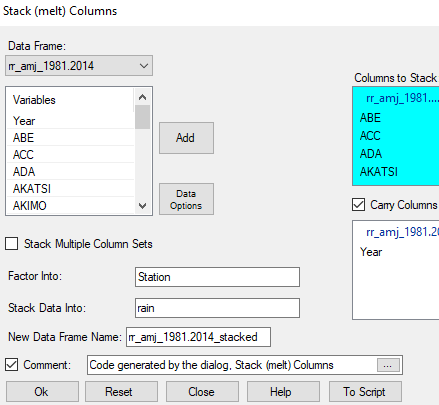 Stack (melt) Columns
Data Frame:
rr_amj_1981.2014
Variables
Year
ABE
ACC
ADA
AKATSI
AKIMO
Add
Data Options
Columns to Stack
rr_amj_1981....
ABE
ACC
ADA
AKATSI
Carry Columns
rr_amj_1981.20
Year
Stack Multiple Column Sets
Factor Into: Station
Stack Data Into: rain
New Data Frame Name: rr_amj_1981.2014_stacked
Comment: Code generated by the dialog, Stack (melt) Columns ...
Ok Reset Close Help To Script